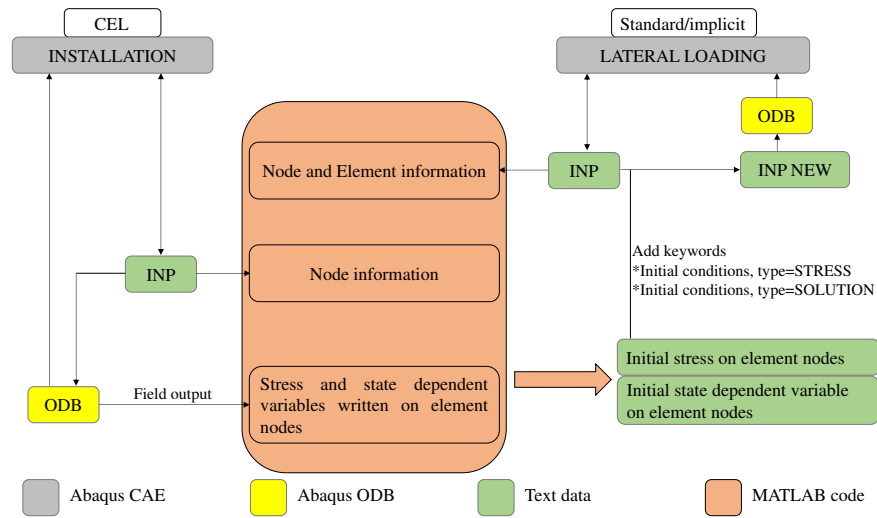 CEL
INSTALLATION
Standard/implicit
LATERAL LOADING
ODB
Node and Element information
INP
INP NEW
Add keywords
*Initial conditions, type=STRESS
*Initial conditions, type=SOLUTION
INP
Node information
Initial stress on element nodes
Initial state dependent variable
on element nodes
ODB
Field output
Stress and state dependent
variables written on element
nodes
Abaqus CAE
Abaqus ODB
Text data
MATLAB code